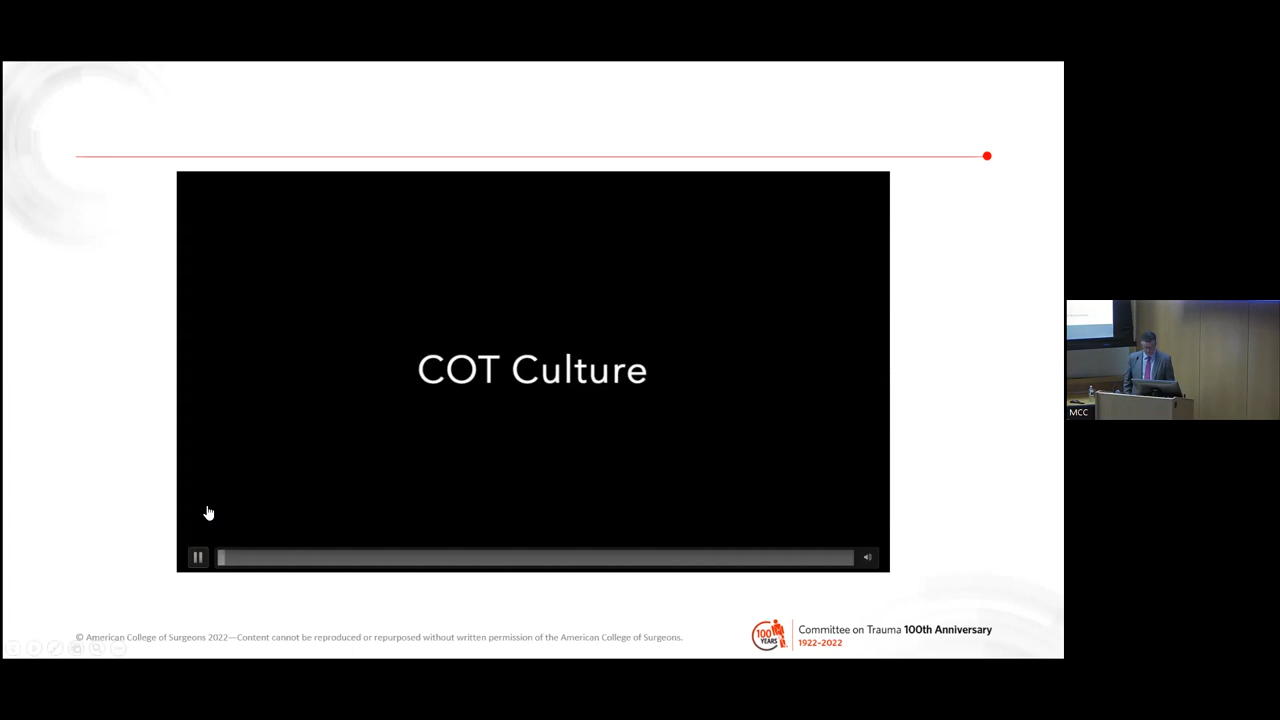 COT Culture
© American College of Surgeons 2022—Content cannot be reproduced or repurposed without written permission of the American College of Surgeons.
100
YEARS
Committee on Trauma 100th Anniversary
1922-2022
MCC